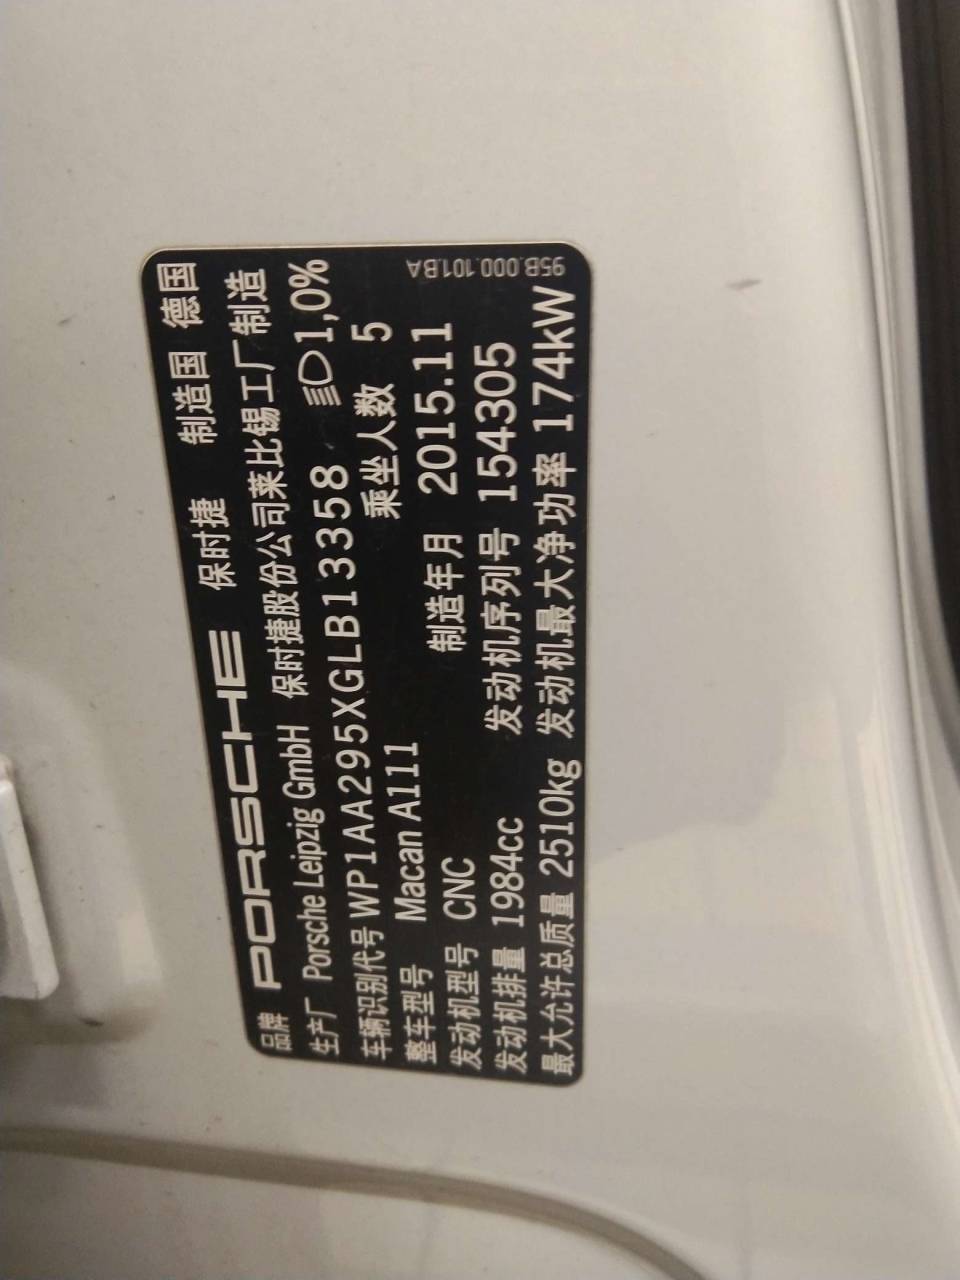 品牌 PORSCHE 保时捷 制造国 德国
生产厂 Porsche Leipzig GmbH 保时捷股份公司莱比锡工厂制造
车辆识别代号 WP1AA295XGLB13358 1,0%
整车型号 Macan A111 乘坐人数 5
发动机型号 CNC 制造年月 2015.11
发动机排量 1984cc 发动机序列号 154305
最大允许总质量 2510kg 发动机最大净功率 174kW
95B.000.101.BA